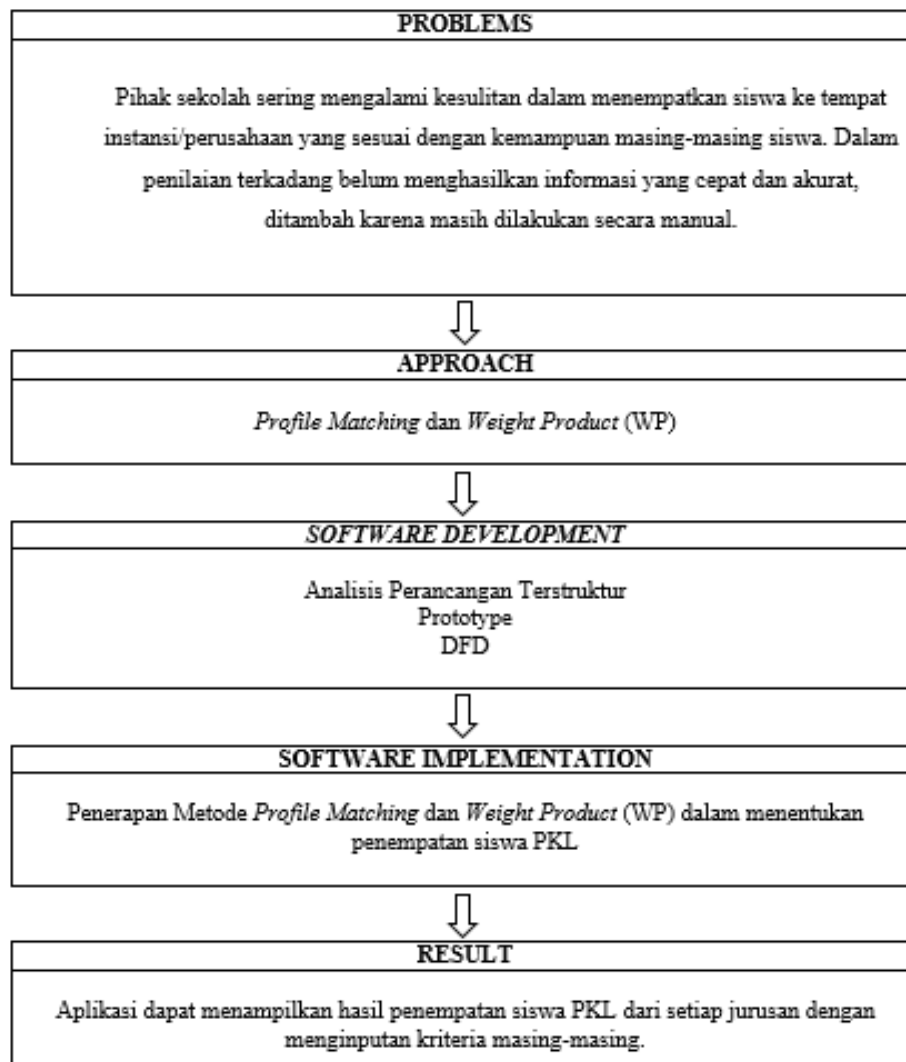 PROBLEMS
Pihak sekolah sering mengalami kesulitan dalam menempatkan siswa ke tempat
instansi/perusahaan yang sesuai dengan kemampuan masing-masing siswa. Dalam
penilaian terkadang belum menghasilkan informasi yang cepat dan akurat,
ditambah karena masih dilakukan secara manual.
APPROACH
Profile Matching dan Weight Product (WP)
SOFTWARE DEVELOPMENT
Analisis Perancangan Terstruktur
Prototype
DFD
SOFTWARE IMPLEMENTATION
Penerapan Metode Profile Matching dan Weight Product (WP) dalam menentukan
penempatan siswa PKL
RESULT
Aplikasi dapat menampilkan hasil penempatan siswa PKL dari setiap jurusan dengan
menginputan kriteria masing-masing.